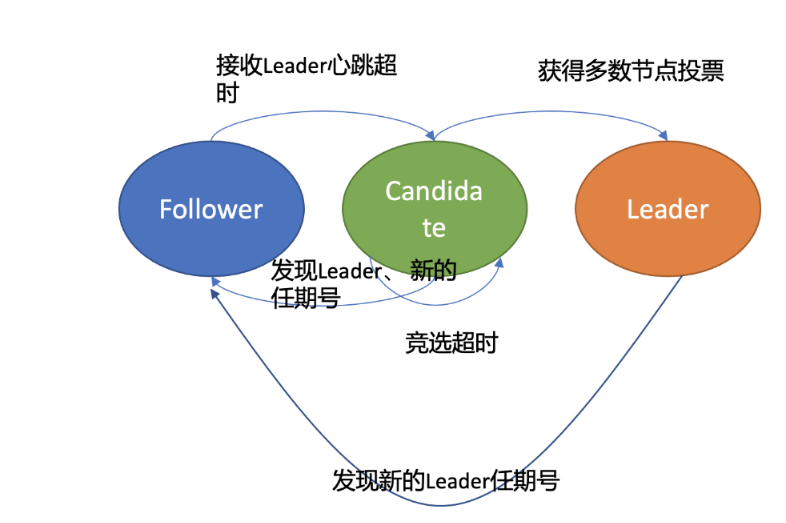 接收Leader心跳超
时
获得多数节点投票
Follower
Candida
te
Leader
发现Leader、新的
任期号
竞选超时
发现新的Leader任期号